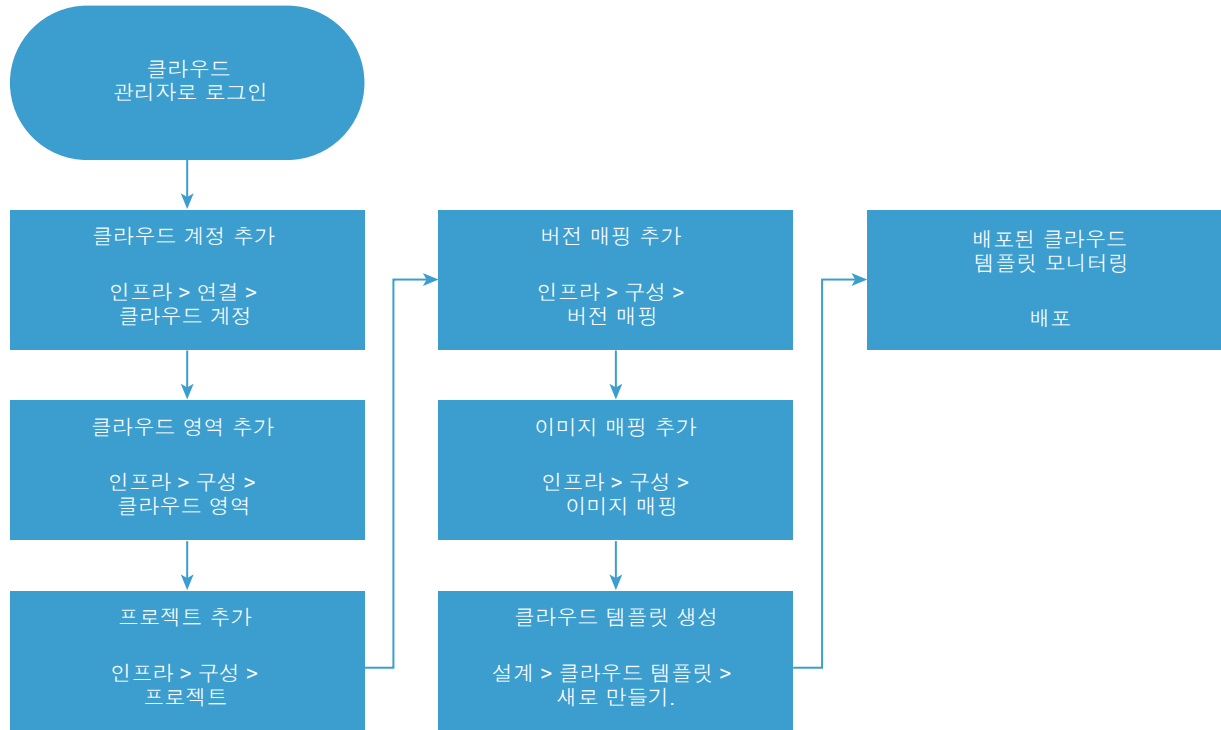 클라우드
관리자로 로그인
클라우드 계정 추가
인프라 > 연결 >
클라우드 계정
클라우드 영역 추가
인프라 > 구성 >
클라우드 영역
프로젝트 추가
인프라 > 구성 >
프로젝트
버전 매핑 추가
인프라 > 구성 >
버전 매핑
이미지 매핑 추가
인프라 > 구성 >
이미지 매핑
클라우드 템플릿 생성
설계 > 클라우드 템플릿 >
새로 만들기.
배포된 클라우드
템플릿 모니터링
배포